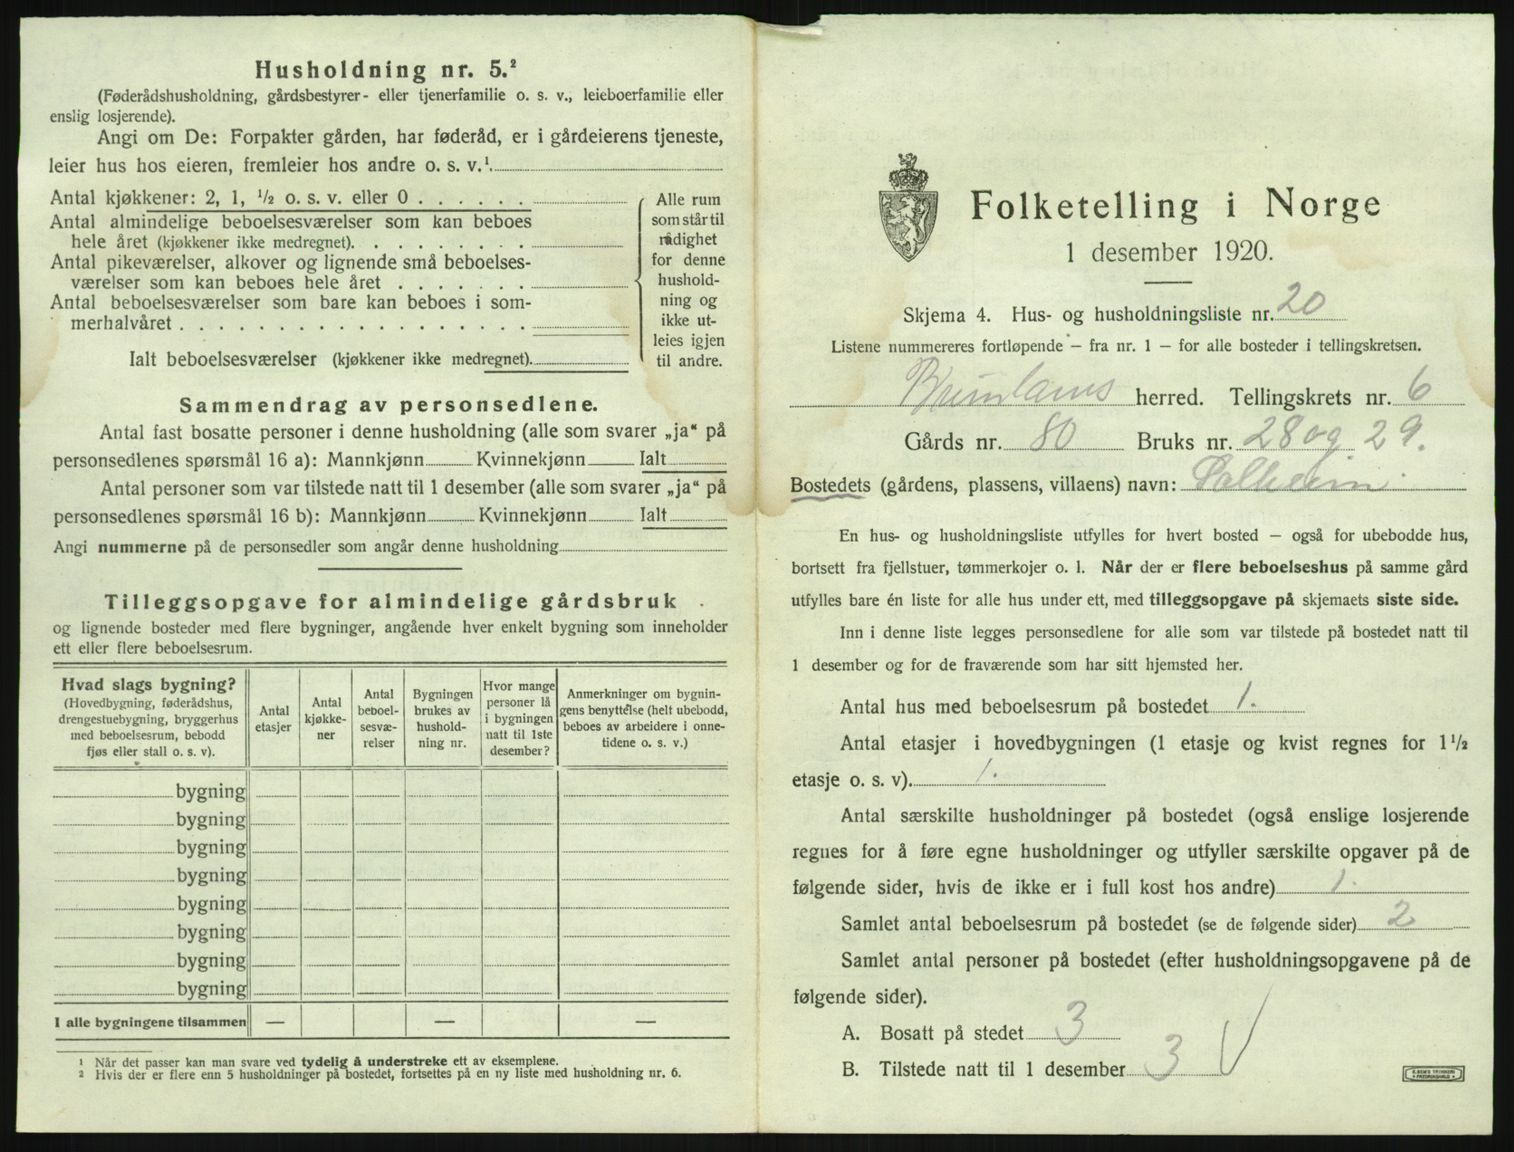 Husholdning nr. 5.²
(Føderådshusholdning, gårdsbestyrer- eller tjenerfamilie o. s. v., leieboerfamilie eller
enslig losjerende).
Angi om De: Forpakter gården, har føderåd, er i gårdeierens tjeneste,
leier hus hos eieren, fremleier hos andre o. s. v.¹.
Antal kjøkkener: 2, 1, ½ o. s. v. eller 0 . . . . . .
Antal almindelige beboelsesværelser som kan beboes
hele året (kjøkkener ikke medregnet). . . . . . . . .
Antal pikeværelser, alkover og lignende små beboelses-
værelser som kan beboes hele året . . . . . . .
Antal beboelsesværelser som bare kan beboes i som-
merhalvåret . . . . . . . . . . . . . . . . . .
Ialt beboelsesværelser (kjøkkener ikke medregnet).
Alle rum
som står til
rådighet
for denne
hushold-
ning og
ikke ut-
leies igjen
til andre.
Sammendrag av personsedlene.
Antal fast bosatte personer i denne husholdning (alle som svarer „ja“ på
personsedlenes spørsmål 16 a): Mannkjønn Kvinnekjønn Ialt
Antal personer som var tilstede natt til 1 desember (alle som svarer „ja“ på
personsedlenes spørsmål 16 b): Mannkjønn Kvinnekjønn Ialt
Angi nummerne på de personsedler som angår denne husholdning
Tilleggsopgave for almindelige gårdsbruk
og lignende bosteder med flere bygninger, angående hver enkelt bygning som inneholder
ett eller flere beboelsesrum.
Hvad slags bygning?
(Hovedbygning, føderådshus,
drengestuebygning, bryggerhus
med beboelsesrum, bebodd
fjøs eller stall o. s. v).
Antal
etasjer
Antal
kjøkke-
ner
Antal
beboel-
sesvæ-
relser
Bygningen
brukes av
hushold-
ning nr.
Hvor mange
personer lå
i bygningen
natt til 1ste
desember?
Anmerkninger om bygnin-
gens benyttelse (helt ubebodd,
beboes av arbeidere i onne-
tidene o. s. v.)
bygning
bygning
bygning
bygning
bygning
bygning
bygning
bygning
I alle bygningene tilsammen — — —
¹ Når det passer kan man svare ved tydelig å understreke ett av eksemplene.
² Hvis der er flere enn 5 husholdninger på bostedet, fortsettes på en ny liste med husholdning nr. 6.
Folketelling i Norge
1 desember 1920.
Skjema 4. Hus- og husholdningsliste nr. 20
Listene nummereres fortløpende – fra nr. 1 – for alle bosteder i tellingskretsen.
Brunlanes herred. Tellingskrets nr. 6
Gårds nr. 80 Bruks nr. 28 og 29.
Bostedets (gårdens, plassens, villaens) navn: Solheim.
En hus- og husholdningsliste utfylles for hvert bosted – også for ubebodde hus,
bortsett fra fjellstuer, tømmerkojer o. l. Når der er flere beboelseshus på samme gård
utfylles bare én liste for alle hus under ett, med tilleggsopgave på skjemaets siste side.
Inn i denne liste legges personsedlene for alle som var tilstede på bostedet natt til
1 desember og for de fraværende som har sitt hjemsted her.
Antal hus med beboelsesrum på bostedet 1.
Antal etasjer i hovedbygningen (1 etasje og kvist regnes for 1½
etasje o. s. v). 1.
Antal særskilte husholdninger på bostedet (også enslige losjerende
regnes for å føre egne husholdninger og utfyller særskilte opgaver på de
følgende sider, hvis de ikke er i full kost hos andre) 1.
Samlet antal beboelsesrum på bostedet (se de følgende sider) 2
Samlet antal personer på bostedet (efter husholdningsopgavene på de
følgende sider).
A. Bosatt på stedet 3
B. Tilstede natt til 1 desember 3 V